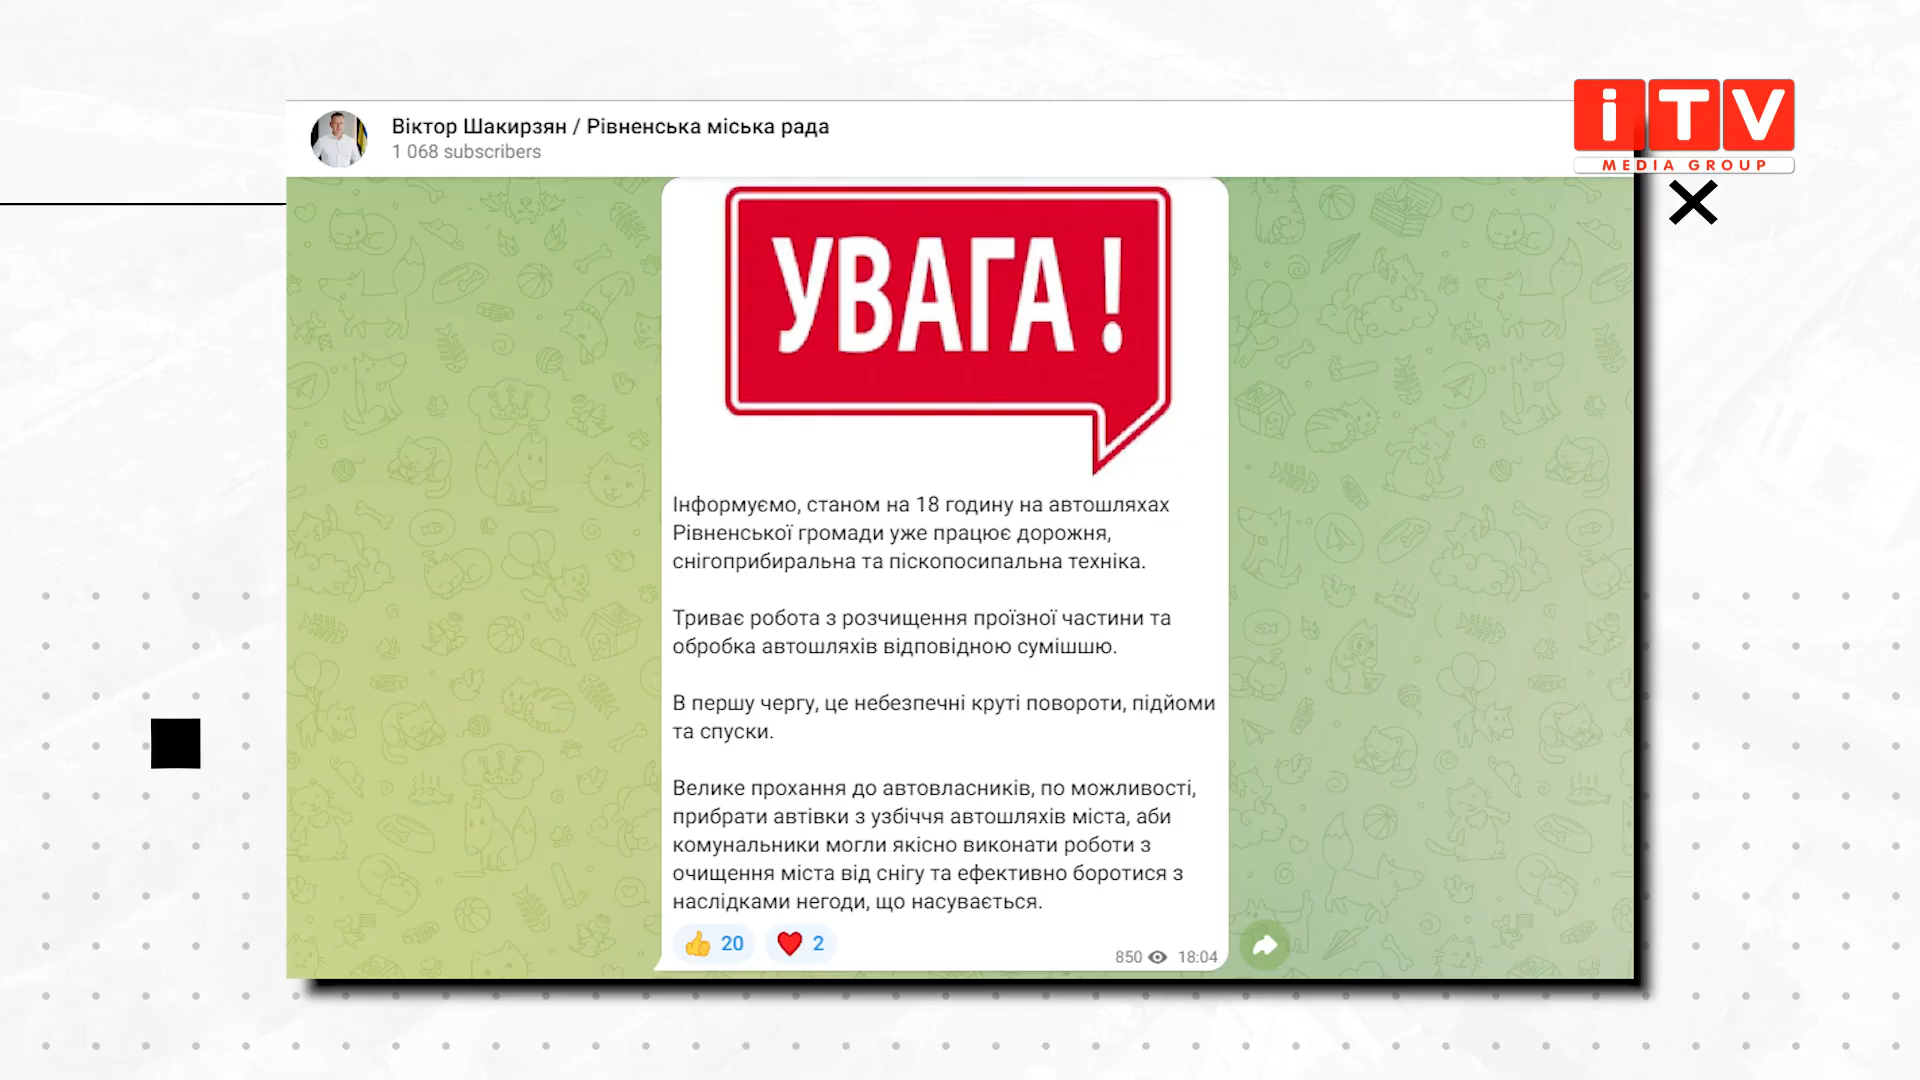 iTV
MEDIA GROUP
Віктор Шакирзян / Рівненська міська рада
1 068 subscribers
УВАГА !
Інформуємо, станом на 18 годину на автошляхах
Рівненської громади уже працює дорожня,
снігоприбиральна та піскопосипальна техніка.
Триває робота з розчищення проїзної частини та
обробка автошляхів відповідною сумішшю.
В першу чергу, це небезпечні круті повороти, підйоми
та спуски.
Велике прохання до автовласників, по можливості,
прибрати автівки з узбіччя автошляхів міста, аби
комунальники могли якісно виконати роботи з
очищення міста від снігу та ефективно боротися з
наслідками негоди, що насувається.
👍 20 ❤️ 2
850 18:04